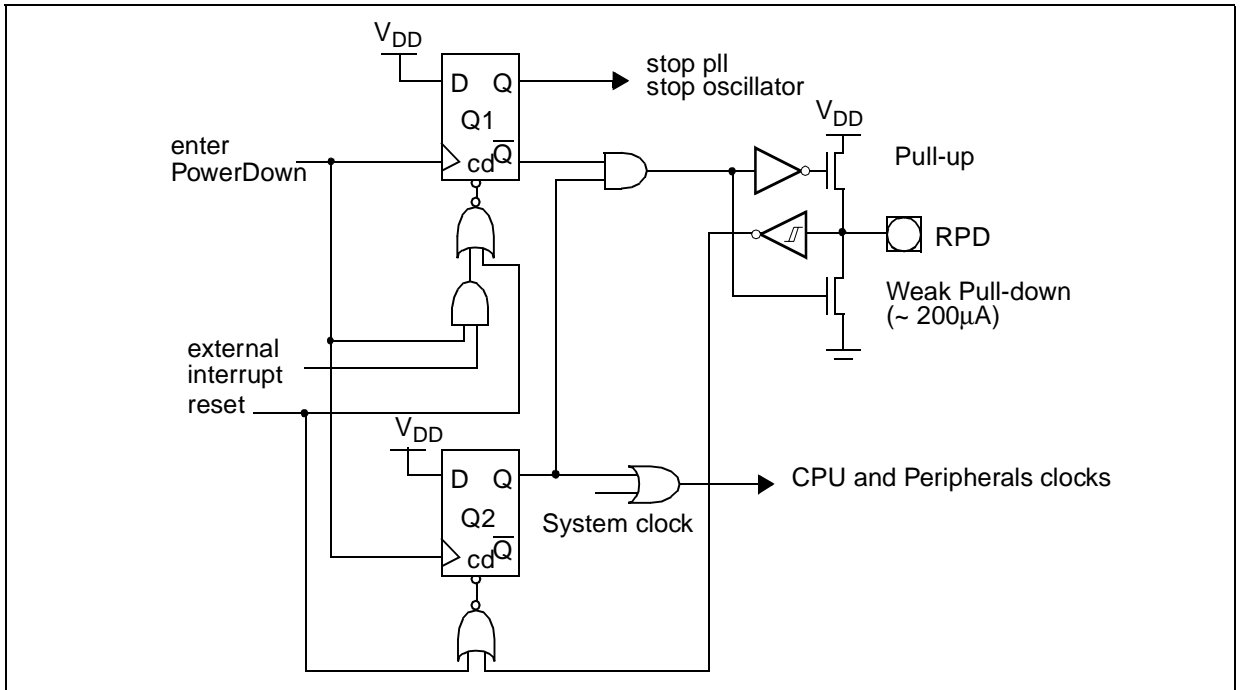 VDD
D Q
stop pll
stop oscillator
Q1
enter
PowerDown
cd Q̅
VDD
Pull-up
RPD
Weak Pull-down
(~ 200μA)
external
interrupt
reset
VDD
D Q
CPU and Peripherals clocks
Q2
System clock
cd Q̅